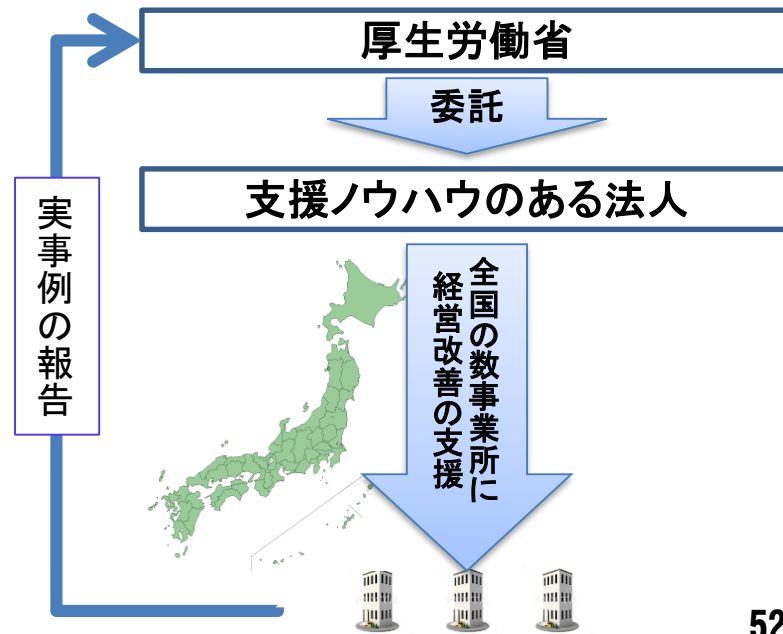 厚生労働省
委託
支援ノウハウのある法人
実事例の報告
全国の数事業所に
経営改善の支援
52